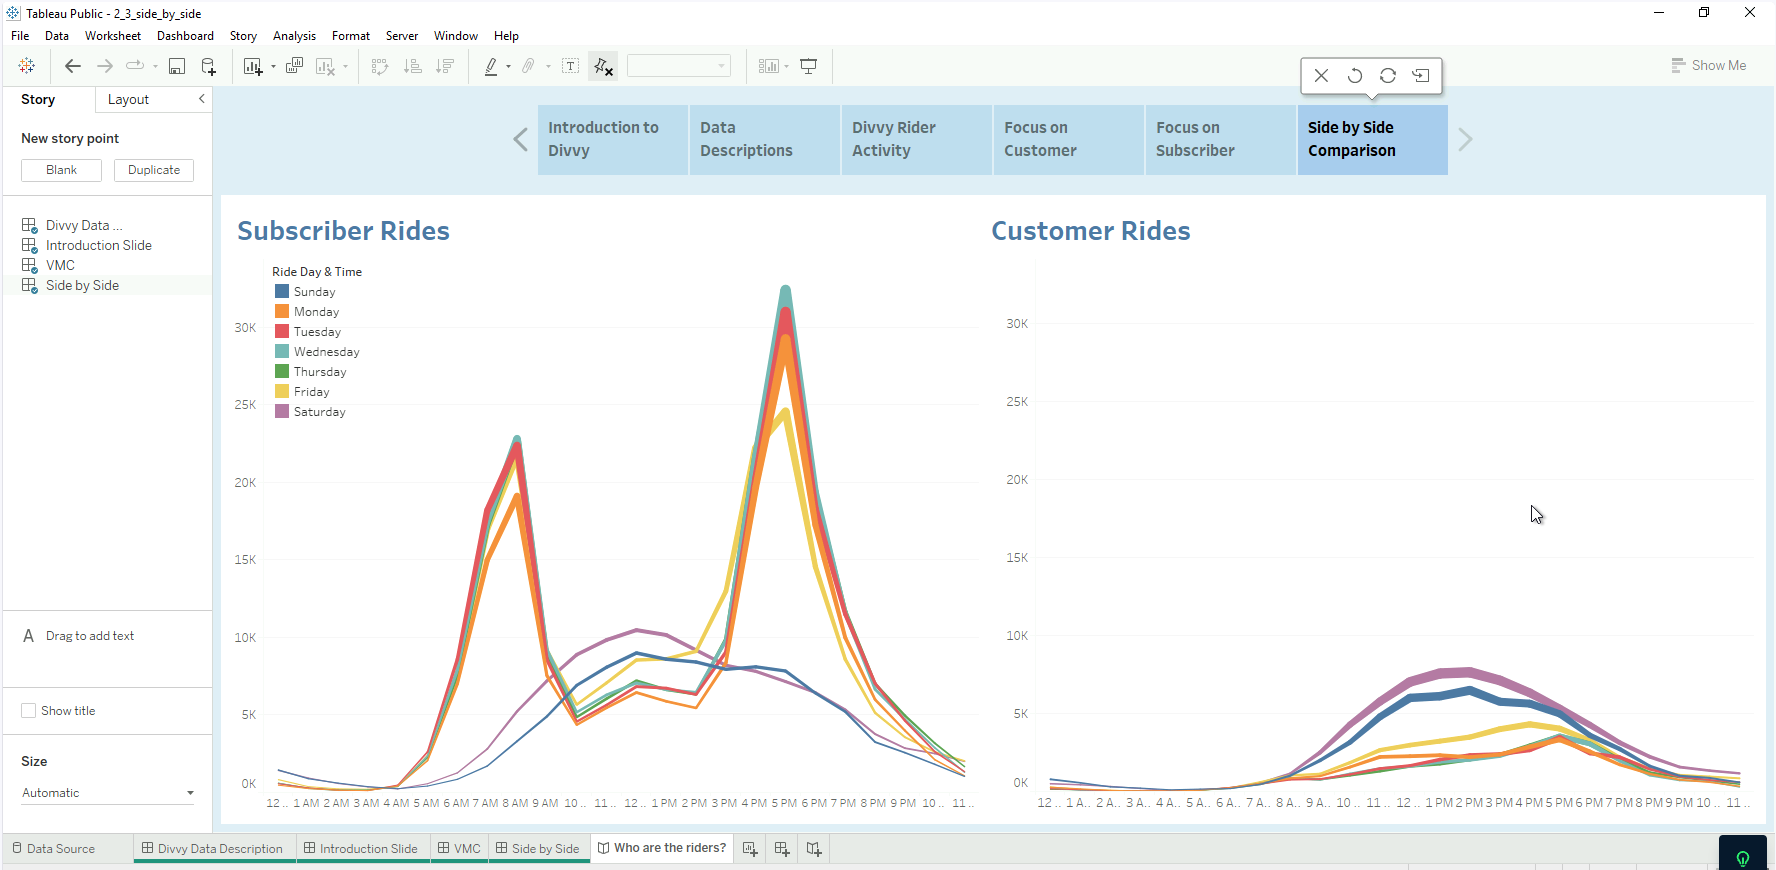 Tableau Public - 2_3_side_by_side
File Data Worksheet Dashboard Story Analysis Format Server Window Help
Show Me
Story Layout
New story point
Blank Duplicate
Divvy Data ...
Introduction Slide
VMC
Side by Side
A Drag to add text
Show title
Size
Automatic
Introduction to
Divvy
Data
Descriptions
Divvy Rider
Activity
Focus on
Customer
Focus on
Subscriber
Side by Side
Comparison
Subscriber Rides
Ride Day & Time
Sunday
Monday
Tuesday
Wednesday
Thursday
Friday
Saturday
30K
25K
20K
15K
10K
5K
0K
12 .. 1 AM 2 AM 3 AM 4 AM 5 AM 6 AM 7 AM 8 AM 9 AM 10 .. 11 .. 12 .. 1 PM 2 PM 3 PM 4 PM 5 PM 6 PM 7 PM 8 PM 9 PM 10 .. 11 ..
Customer Rides
30K
25K
20K
15K
10K
5K
0K
12 .. 1 A.. 2 A.. 3 A.. 4 A.. 5 A.. 6 A.. 7 A.. 8 A.. 9 A.. 10 .. 11 .. 12 .. 1 PM 2 PM 3 PM 4 PM 5 PM 6 PM 7 PM 8 PM 9 PM 10 .. 11 ..
Data Source Divvy Data Description Introduction Slide VMC Side by Side Who are the riders?